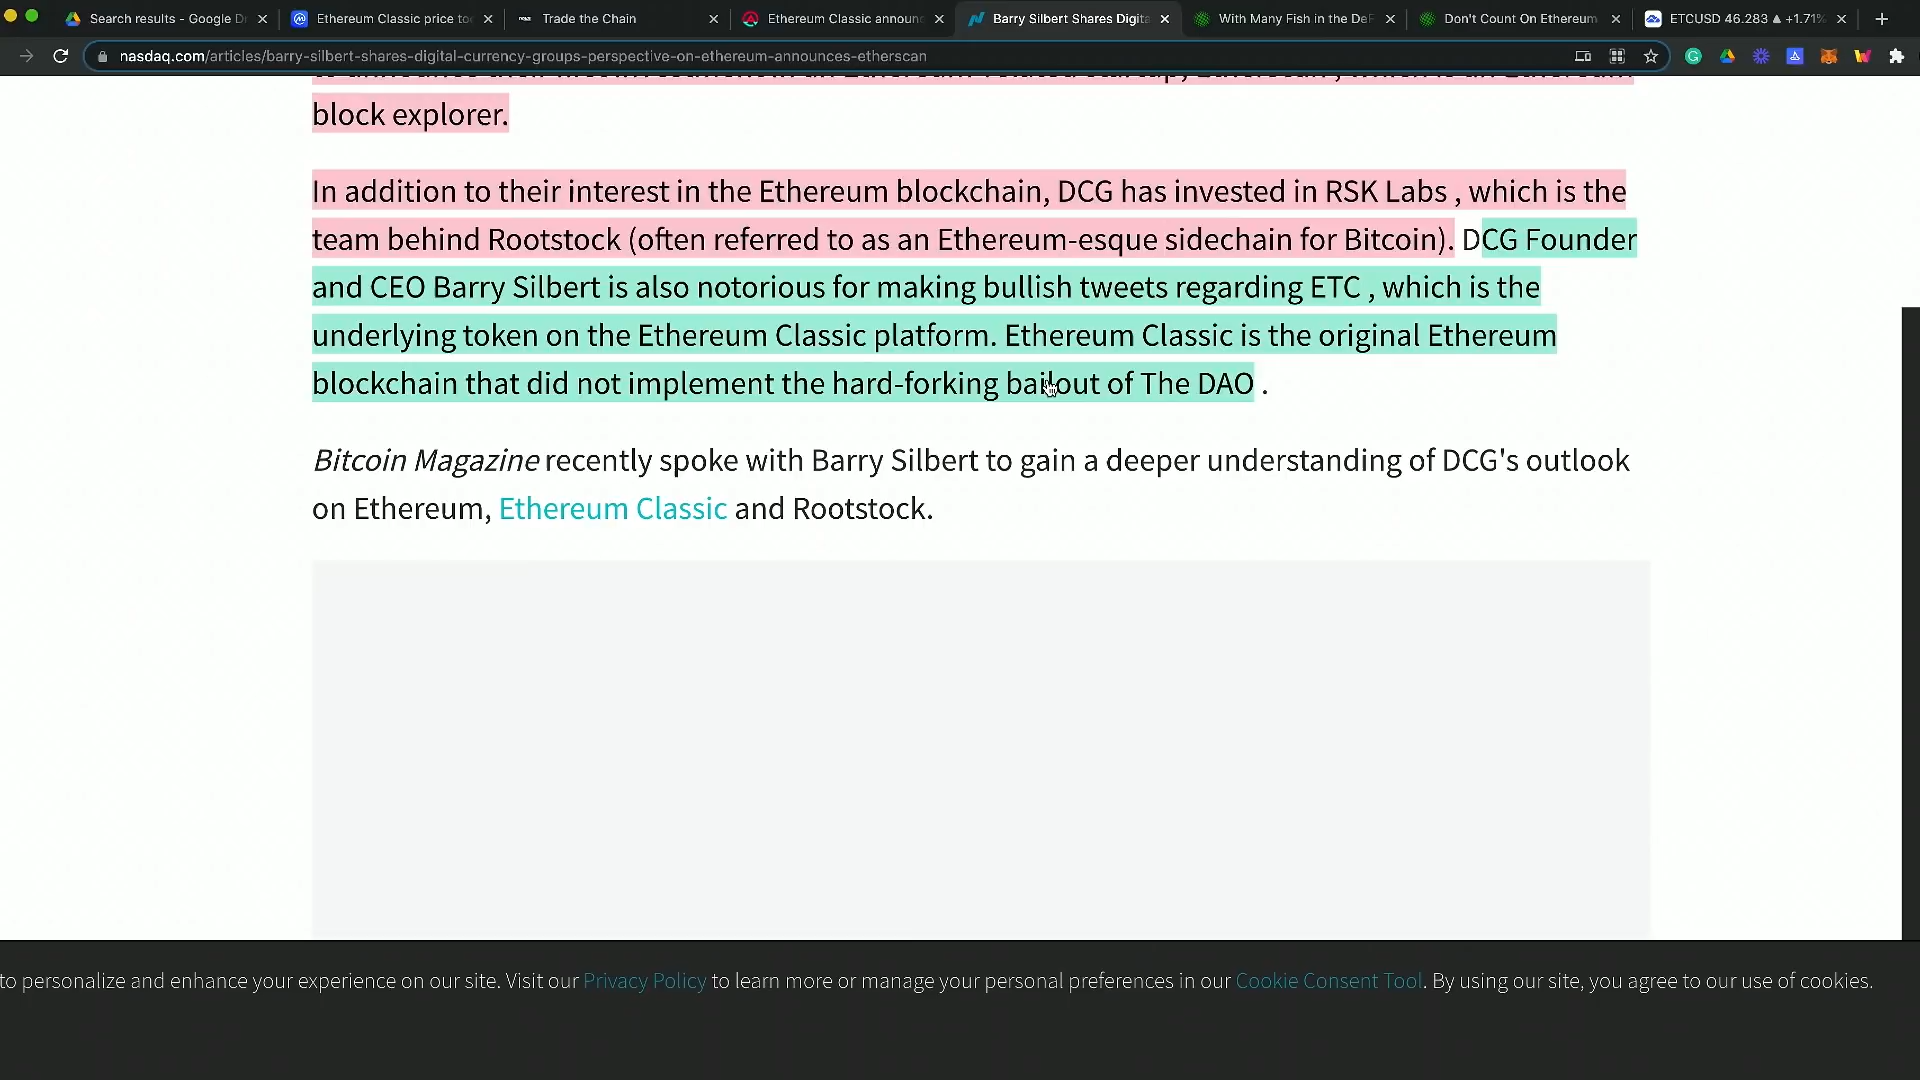 Search results - Google Dr
Ethereum Classic price to
Trade the Chain
Ethereum Classic announ
Barry Silbert Shares Digita
With Many Fish in the DeF
Don't Count On Ethereum
ETCUSD 46.283 ▲ +1.71%
nasdaq.com/articles/barry-silbert-shares-digital-currency-groups-perspective-on-ethereum-announces-etherscan
block explorer.
In addition to their interest in the Ethereum blockchain, DCG has invested in RSK Labs , which is the
team behind Rootstock (often referred to as an Ethereum-esque sidechain for Bitcoin). DCG Founder
and CEO Barry Silbert is also notorious for making bullish tweets regarding ETC , which is the
underlying token on the Ethereum Classic platform. Ethereum Classic is the original Ethereum
blockchain that did not implement the hard-forking bailout of The DAO .
Bitcoin Magazine recently spoke with Barry Silbert to gain a deeper understanding of DCG's outlook
on Ethereum, Ethereum Classic and Rootstock.
to personalize and enhance your experience on our site. Visit our Privacy Policy to learn more or manage your personal preferences in our Cookie Consent Tool. By using our site, you agree to our use of cookies.